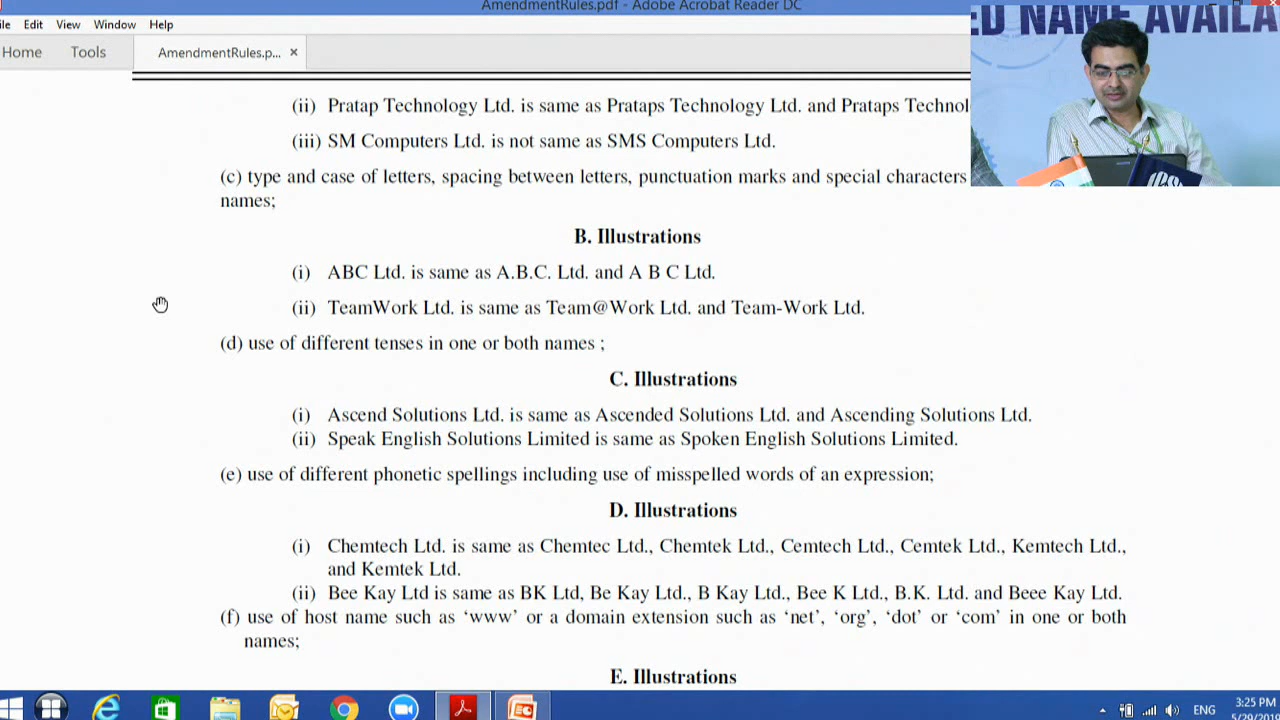 AmendmentRules.pdf - Adobe Acrobat Reader DC
Edit View Window Help
Home Tools AmendmentRules.p... ×
ED NAME AVAILA
(ii) Pratap Technology Ltd. is same as Prataps Technology Ltd. and Prataps
(iii) SM Computers Ltd. is not same as SMS Computers Ltd.
(c) type and case of letters, spacing between letters, punctuation marks and special characters
names;
B. Illustrations
(i) ABC Ltd. is same as A.B.C. Ltd. and A B C Ltd.
(ii) TeamWork Ltd. is same as Team@Work Ltd. and Team-Work Ltd.
(d) use of different tenses in one or both names ;
C. Illustrations
(i) Ascend Solutions Ltd. is same as Ascended Solutions Ltd. and Ascending Solutions Ltd.
(ii) Speak English Solutions Limited is same as Spoken English Solutions Limited.
(e) use of different phonetic spellings including use of misspelled words of an expression;
D. Illustrations
(i) Chemtech Ltd. is same as Chemtec Ltd., Chemtek Ltd., Cemtech Ltd., Cemtek Ltd., Kemtech Ltd.,
and Kemtek Ltd.
(ii) Bee Kay Ltd is same as BK Ltd, Be Kay Ltd., B Kay Ltd., Bee K Ltd., B.K. Ltd. and Beee Kay Ltd.
(f) use of host name such as ‘www’ or a domain extension such as ‘net’, ‘org’, ‘dot’ or ‘com’ in one or both
names;
E. Illustrations
ENG 3:25 PM